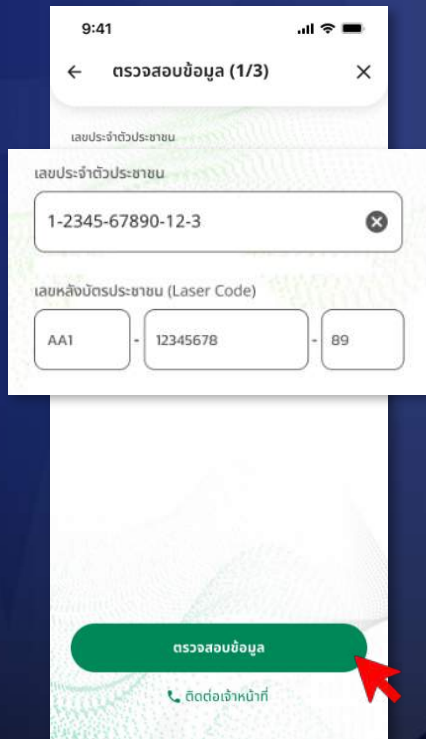 9:41
ตรวจสอบข้อมูล (1/3)
เลขประจำตัวประชาชน
เลขประจำตัวประชาชน
1-2345-67890-12-3
เลขหลังบัตรประชาชน (Laser Code)
AA1 - 12345678 - 89
ตรวจสอบข้อมูล
ติดต่อเจ้าหน้าที่